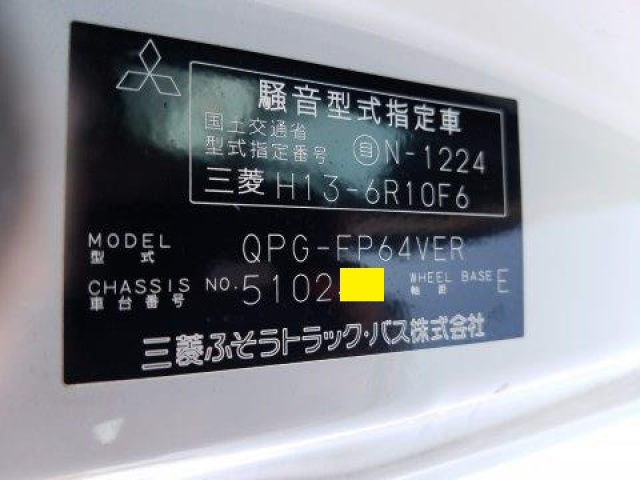 騒音型式指定車
国土交通省
型式指定番号 自 N-1224
三菱 H13-6R10F6
MODEL QPG-FP64VER
型式
CHASSIS NO. 5102 WHEEL BASE E
車台番号 軸距
三菱ふそうトラック・バス株式会社